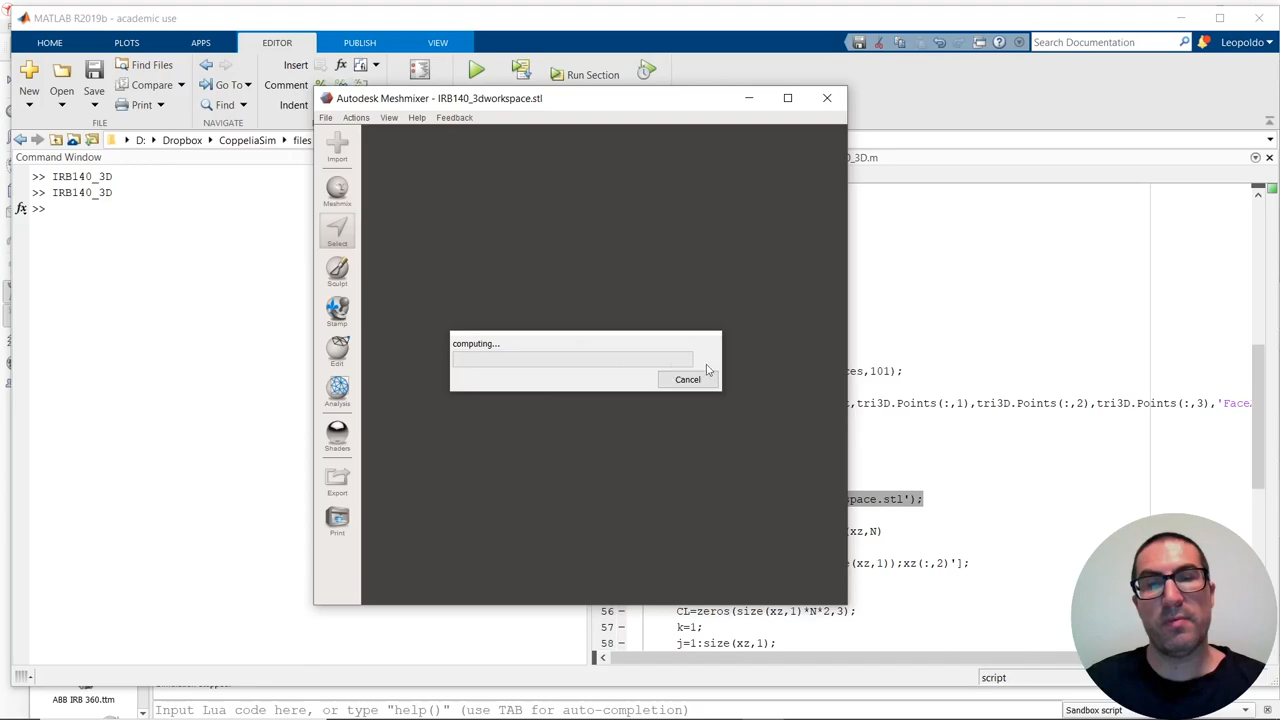 MATLAB R2019b - academic use
HOME PLOTS APPS EDITOR PUBLISH VIEW
Search Documentation
Leopoldo
New Open Save
Find Files
Compare
Print
Go To
Find
Insert
Comment
Indent
Run Section
FILE NAVIGATE
D: Dropbox CoppeliaSim files
Command Window
>> IRB140_3D
>> IRB140_3D
fx >>
Autodesk Meshmixer - IRB140_3dworkspace.stl
File Actions View Help Feedback
Import
Meshmix
Select
Sculpt
Stamp
Edit
Analysis
Shaders
Export
Print
computing...
Cancel
0_3D.m
es,101);
t,tri3D.Points(:,1),tri3D.Points(:,2),tri3D.Points(:,3),'Face
space.stl');
(xz,N)
e(xz,1));xz(:,2)'];
56 CL=zeros(size(xz,1)*N*2,3);
57 k=1;
58 j=1:size(xz,1);
script
ABB IRB 360.ttm
Input Lua code here, or type "help()" (use TAB for auto-completion)
Sandbox script